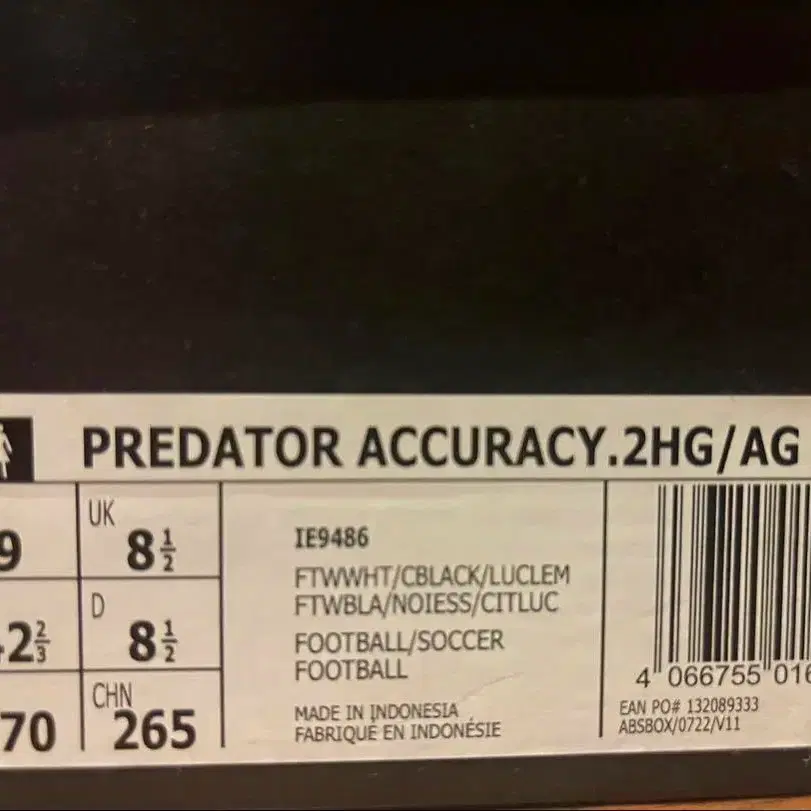 PREDATOR ACCURACY.2HG/AG
9
UK
8½
2⅔
D
8½
70
CHN
265
IE9486
FTWWHT/CBLACK/LUCLEM
FTWBLA/NOIESS/CITLUC
FOOTBALL/SOCCER
FOOTBALL
MADE IN INDONESIA
FABRIQUÉ EN INDONÉSIE
4 066755 016
EAN PO# 132089333
ABSBOX/0722/V11